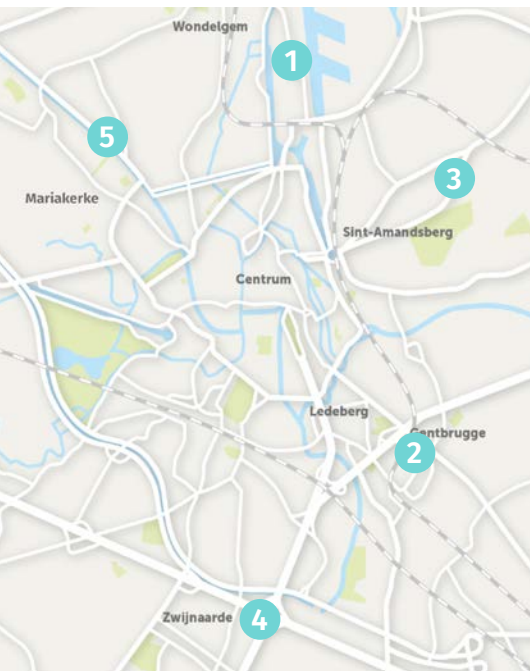 Wondelgem
1
5
3
Mariakerke
Sint-Amandsberg
Centrum
Ledeberg
Gentbrugge
2
Zwijnaarde
4